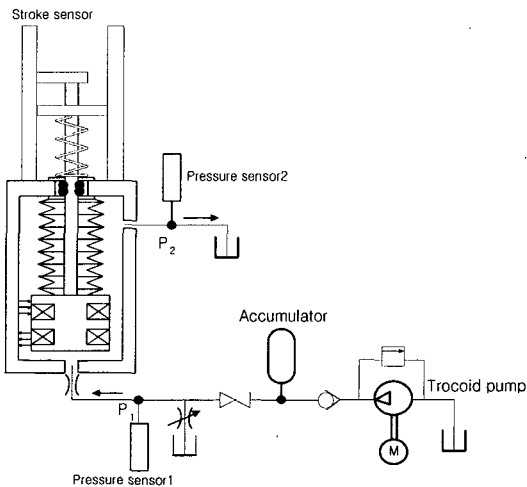 Stroke sensor
Pressure sensor2
P2
Accumulator
Trocoid pump
P1
M
Pressure sensor1